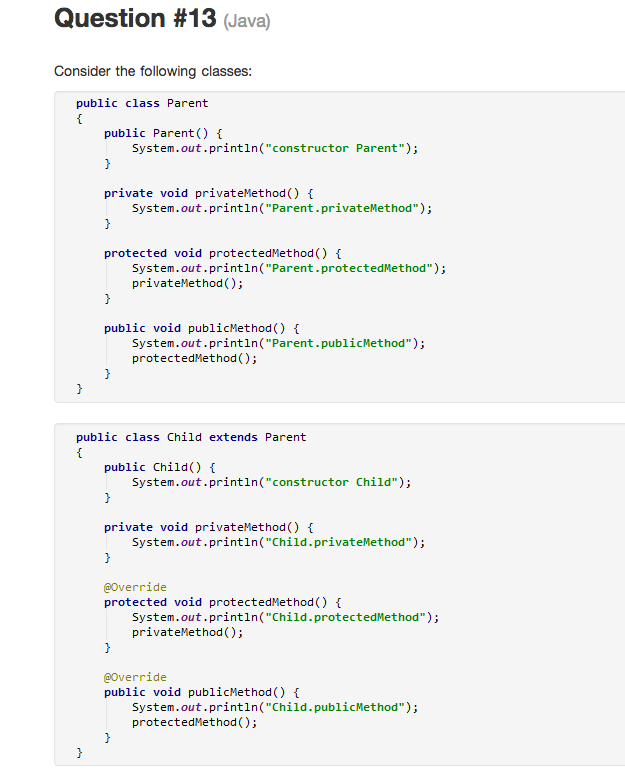 Question #13 (Java)
Consider the following classes:
public class Parent
{
    public Parent() {
        System.out.println("constructor Parent");
    }
    private void privateMethod() {
        System.out.println("Parent.privateMethod");
    }
    protected void protectedMethod() {
        System.out.println("Parent.protectedMethod");
        privateMethod();
    }
    public void publicMethod() {
        System.out.println("Parent.publicMethod");
        protectedMethod();
    }
}
public class Child extends Parent
{
    public Child() {
        System.out.println("constructor Child");
    }
    private void privateMethod() {
        System.out.println("Child.privateMethod");
    }
    @Override
    protected void protectedMethod() {
        System.out.println("Child.protectedMethod");
        privateMethod();
    }
    @Override
    public void publicMethod() {
        System.out.println("Child.publicMethod");
        protectedMethod();
    }
}